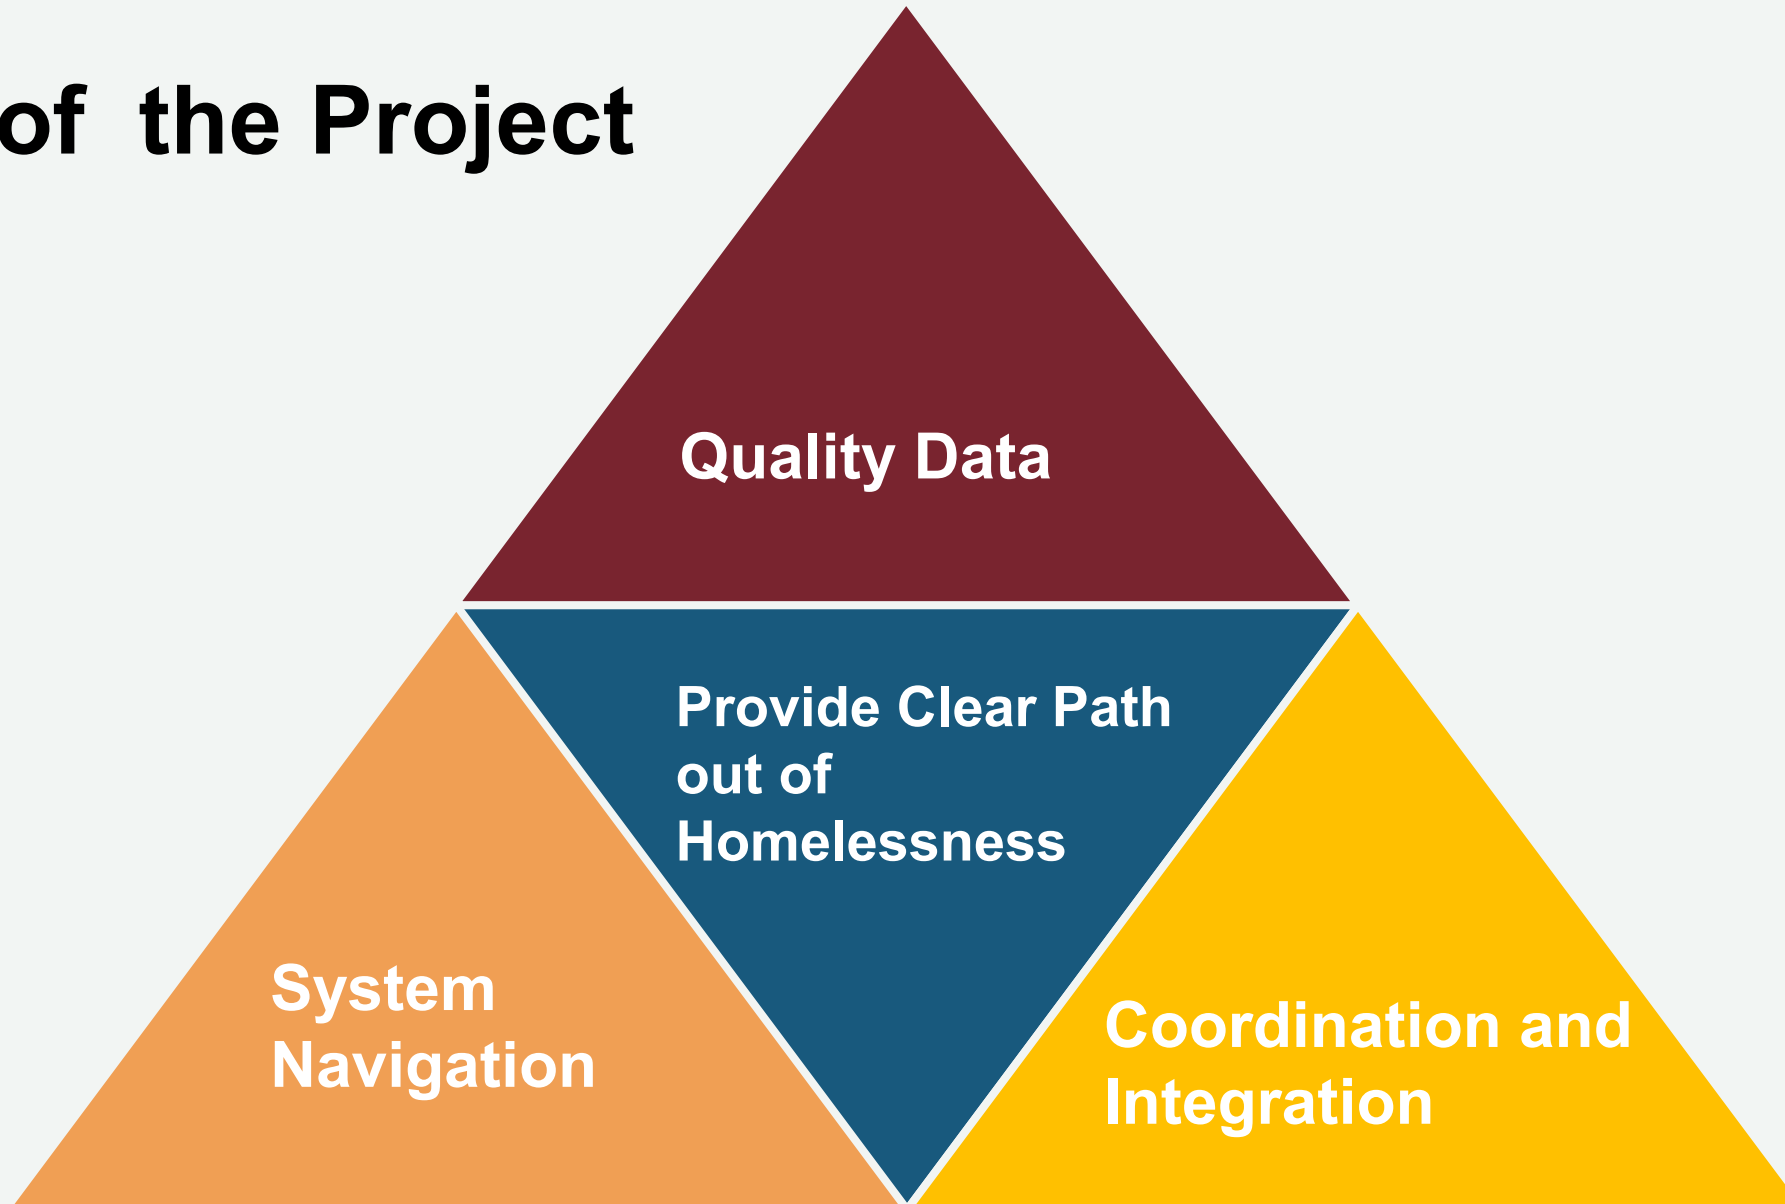 of the Project
Quality Data
Provide Clear Path
out of
Homelessness
System
Navigation
Coordination and
Integration